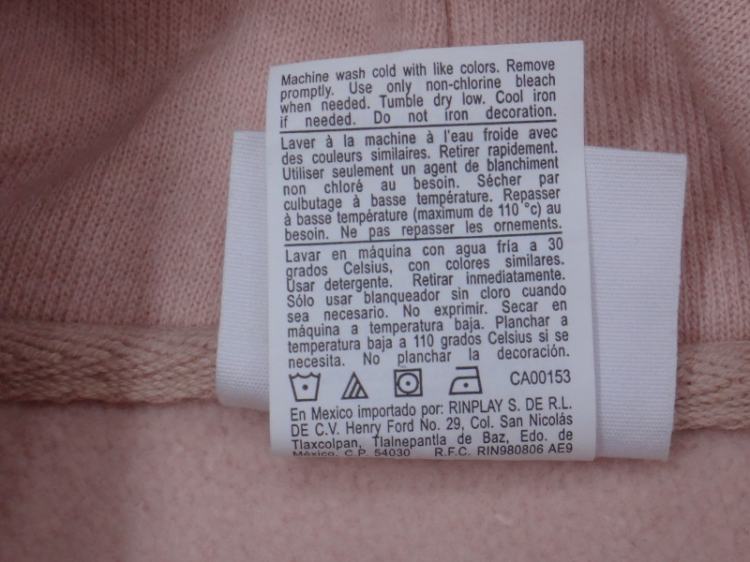 Machine wash cold with like colors. Remove
promptly. Use only non-chlorine bleach
when needed. Tumble dry low. Cool iron
if needed. Do not iron decoration.
Laver à la machine à l'eau froide avec
des couleurs similaires. Retirer rapidement.
Utiliser seulement un agent de blanchiment
non chloré au besoin. Sécher par
culbutage à basse température. Repasser
à basse température (maximum de 110 °c) au
besoin. Ne pas repasser les ornements.
Lavar en máquina con agua fría a 30
grados Celsius, con colores similares.
Usar detergente. Retirar inmediatamente.
Sólo usar blanqueador sin cloro cuando
sea necesario. No exprimir. Secar en
máquina a temperatura baja. Planchar a
temperatura baja a 110 grados Celsius si se
necesita. No planchar la decoración.
CA00153
En Mexico importado por: RINPLAY S. DE R.L.
DE C.V. Henry Ford No. 29, Col. San Nicolás
Tlaxcolpan, Tlalnepantla de Baz, Edo. de
México, C.P. 54030 R.F.C. RIN980806 AE9